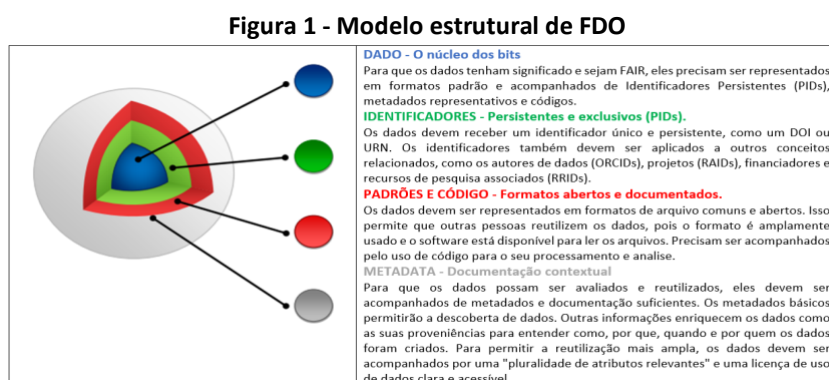 Figura 1 - Modelo estrutural de FDO
DADO - O núcleo dos bits
Para que os dados tenham significado e sejam FAIR, eles precisam ser representados
em formatos padrão e acompanhados de Identificadores Persistentes (PIDs),
metadados representativos e códigos.
IDENTIFICADORES - Persistentes e exclusivos (PIDs).
Os dados devem receber um identificador único e persistente, como um DOI ou
URN. Os identificadores também devem ser aplicados a outros conceitos
relacionados, como os autores de dados (ORCIDs), projetos (RAIDs), financiadores e
recursos de pesquisa associados (RRIDs).
PADRÕES E CÓDIGO - Formatos abertos e documentados.
Os dados devem ser representados em formatos de arquivo comuns e abertos. Isso
permite que outras pessoas reutilizem os dados, pois o formato é amplamente
usado e o software está disponível para ler os arquivos. Precisam ser acompanhados
pelo uso de código para o seu processamento e analise.
METADATA - Documentação contextual
Para que os dados possam ser avaliados e reutilizados, eles devem ser
acompanhados de metadados e documentação suficientes. Os metadados básicos
permitirão a descoberta de dados. Outras informações enriquecem os dados como
as suas proveniências para entender como, por que, quando e por quem os dados
foram criados. Para permitir a reutilização mais ampla, os dados devem ser
acompanhados por uma "pluralidade de atributos relevantes" e uma licença de uso
de dados clara e acessível